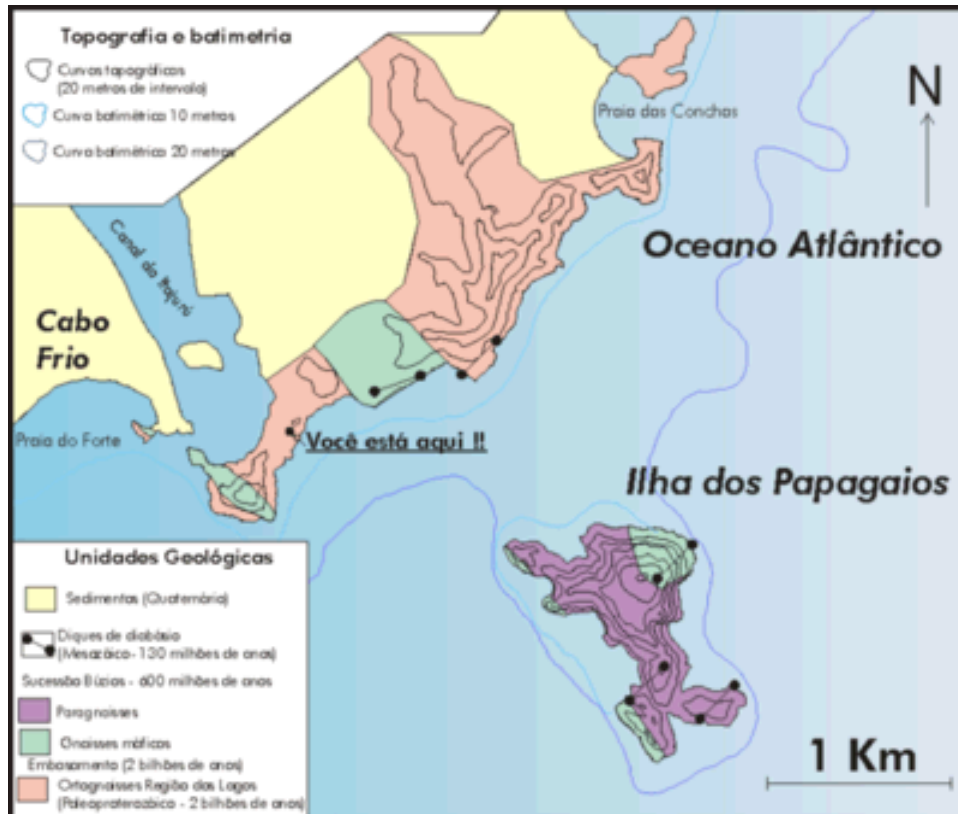 Topografia e batimetria
Curvas topográficas
(20 metros de intervalo)
Curva batimétrica 10 metros
Curva batimétrica 20 metros
N
Praia das Conchas
Oceano Atlântico
Canal do Itajurú
Cabo
Frio
Praia do Forte
Você está aqui !!
Ilha dos Papagaios
Unidades Geológicas
Sedimentos (Quaternário)
Diques de diabásio
(Mesozóico - 130 milhões de anos)
Sucessão Búzios - 600 milhões de anos
Paragnaisses
Gnaisses máficos
Embasamento (2 bilhões de anos)
Ortognaisses Região dos Lagos
(Paleoproterozóico - 2 bilhões de anos)
1 Km